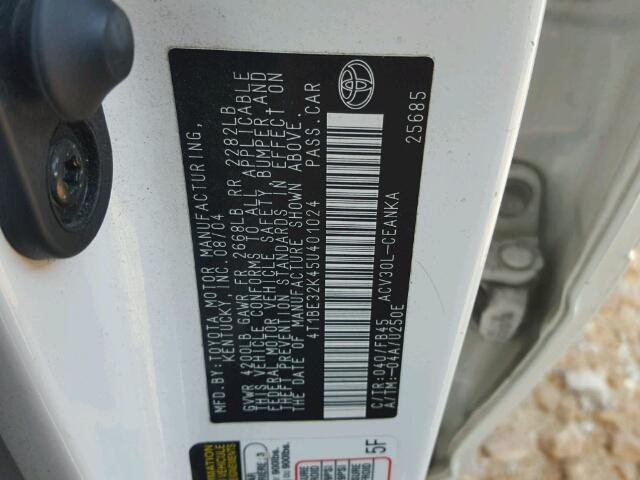 MFD.BY:TOYOTA MOTOR MANUFACTURING,
KENTUCKY, INC. 08/04
GVWR 4200LB GAWR FR 2668LB RR 2282LB
THIS VEHICLE CONFORMS TO ALL APPLICABLE
FEDERAL MOTOR VEHICLE SAFETY, BUMPER AND
THEFT PREVENTION STANDARDS IN EFFECT ON
THE DATE OF MANUFACTURE SHOWN ABOVE.
4T1BE32K45U401024 PASS.CAR
ACV30L-CEANKA 25685
C/TR:040/FB45
A/TM:-04A/U250E
5F